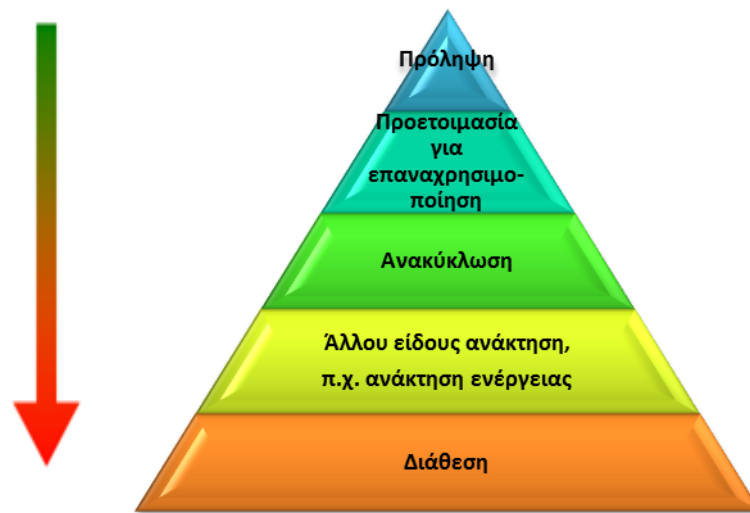 Πρόληψη
Προετοιμασία
για
επαναχρησιμο-
ποίηση
Ανακύκλωση
Άλλου είδους ανάκτηση,
π.χ. ανάκτηση ενέργειας
Διάθεση